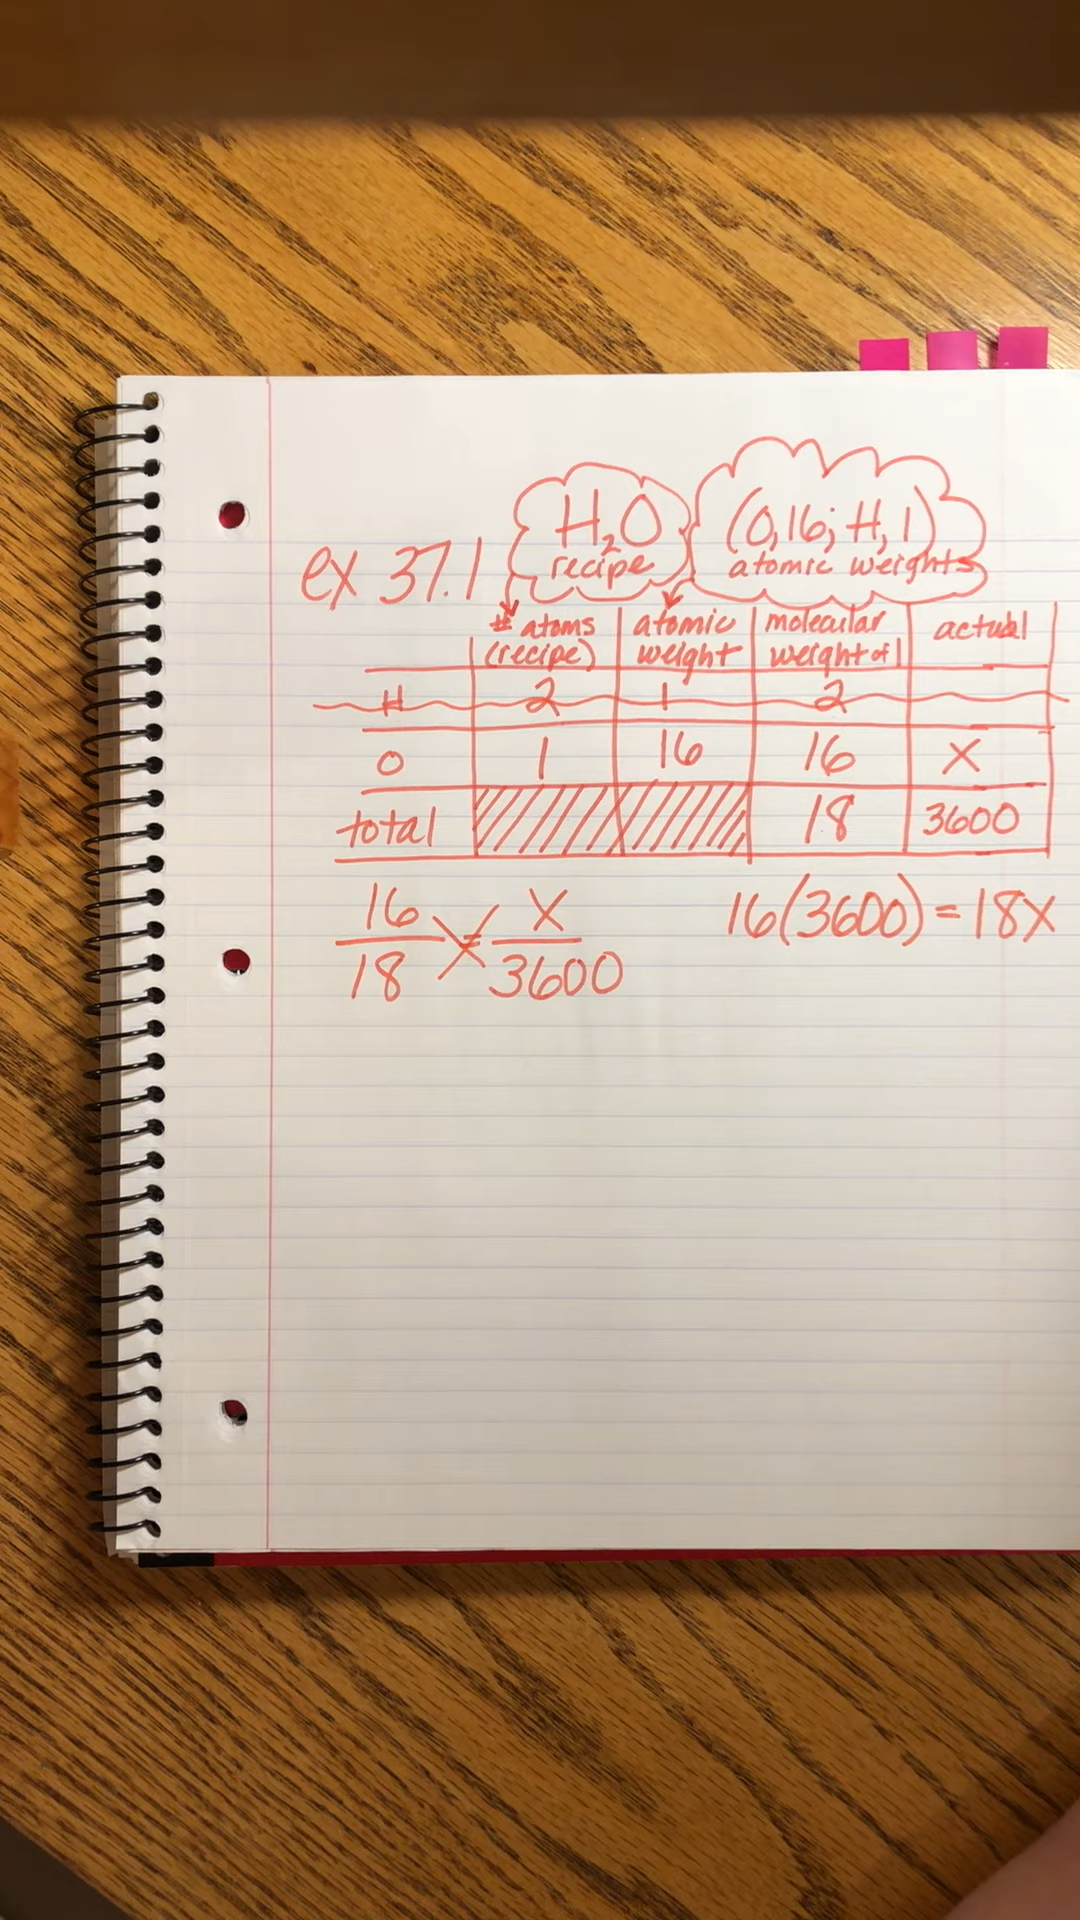 ex 37.1 H₂O (O,16; H,1)
recipe atomic weights
# atoms (recipe) atomic weight molecular weight of 1 actual
H 2 1 2
O 1 16 16 X
total 18 3600
16/18 = X/3600 16(3600) = 18X